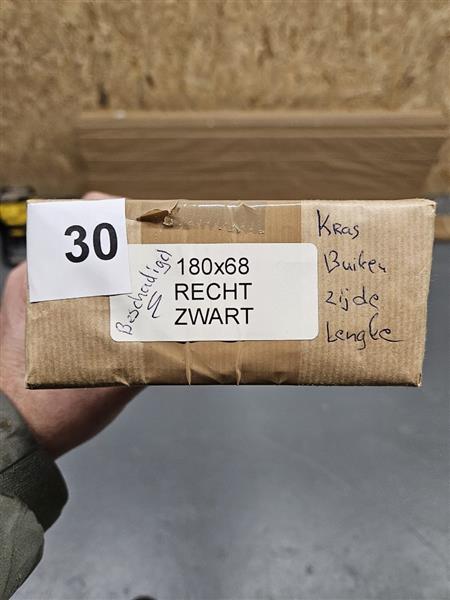 30
Beschadigd
180x68
RECHT
ZWART
Kras
Buiten
zijde
Lengte